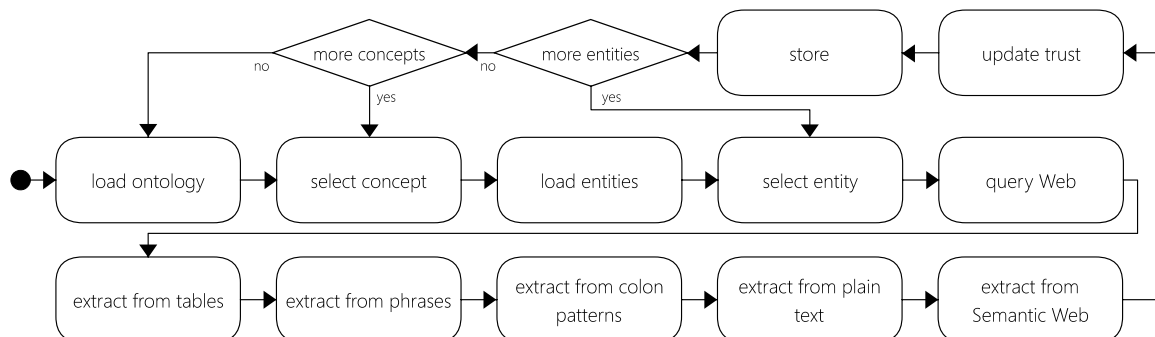 more concepts
more entities
store
update trust
no
no
yes
yes
load ontology
select concept
load entities
select entity
query Web
extract from tables
extract from phrases
extract from colon
patterns
extract from plain
text
extract from
Semantic Web